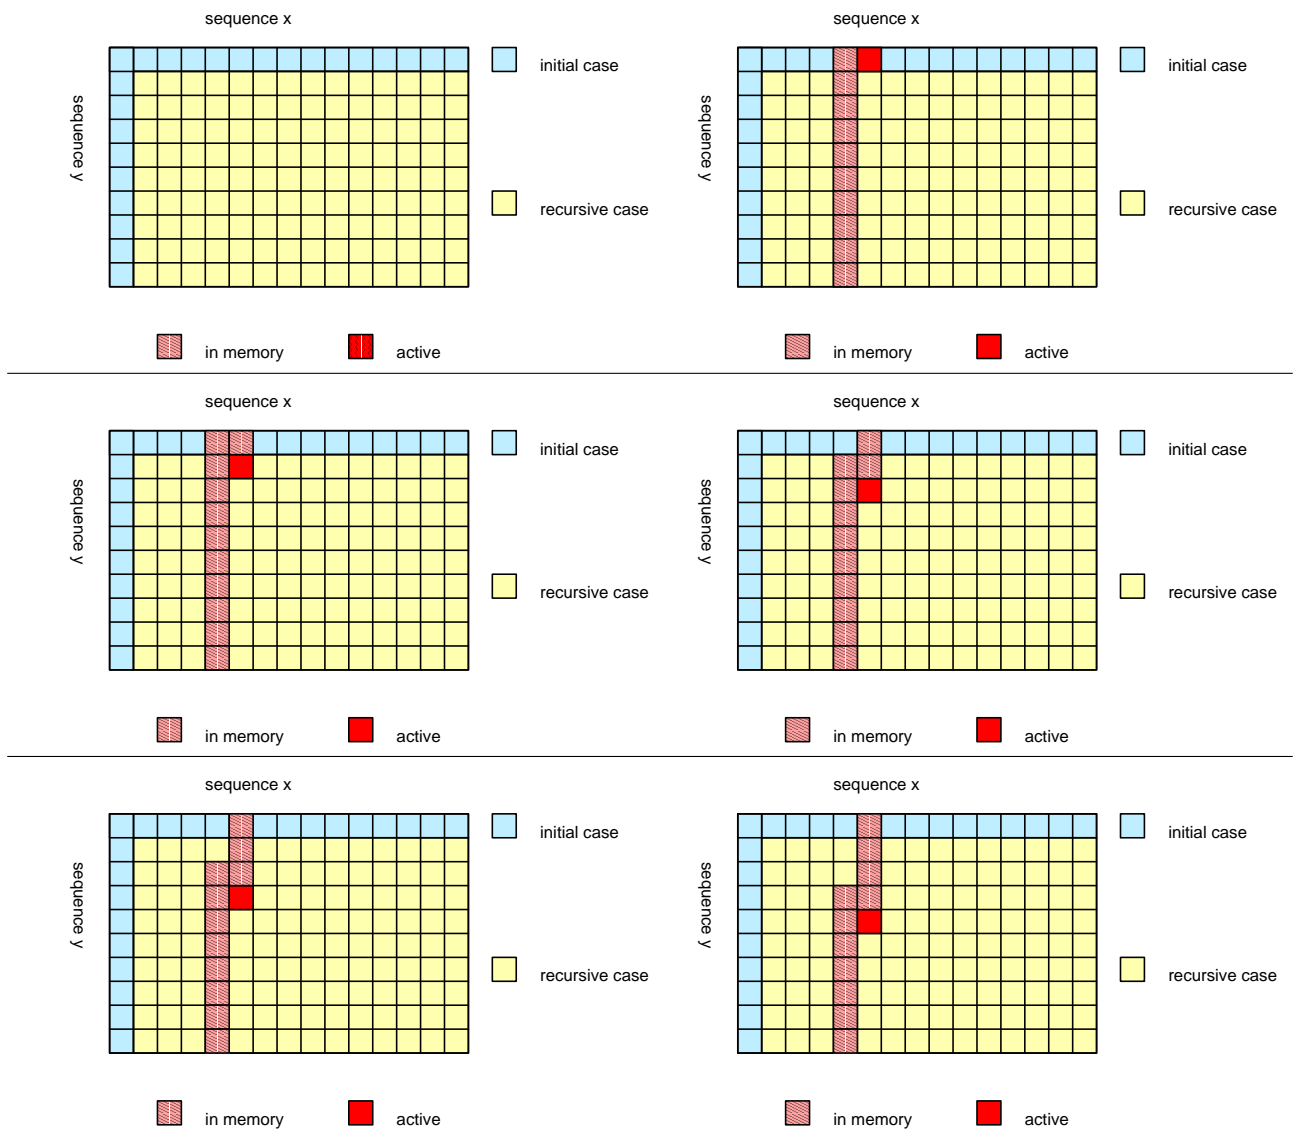 sequence x
initial case
sequence y
recursive case
in memory active
sequence x
initial case
sequence y
recursive case
in memory active
sequence x
initial case
sequence y
recursive case
in memory active
sequence x
initial case
sequence y
recursive case
in memory active
sequence x
initial case
sequence y
recursive case
in memory active
sequence x
initial case
sequence y
recursive case
in memory active